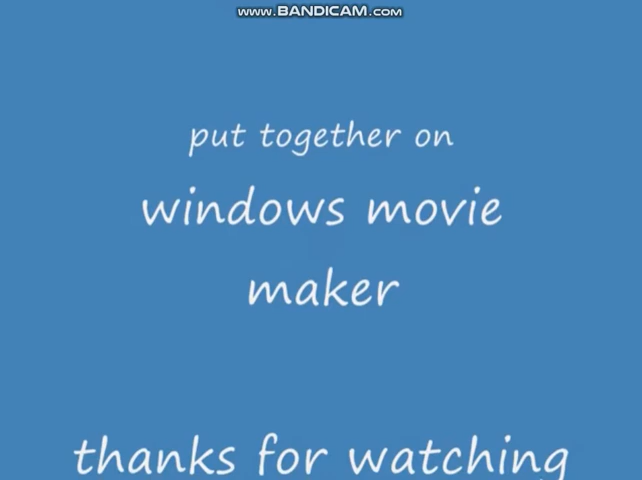 www.BANDICAM.com
put together on
windows movie
maker
thanks for watching